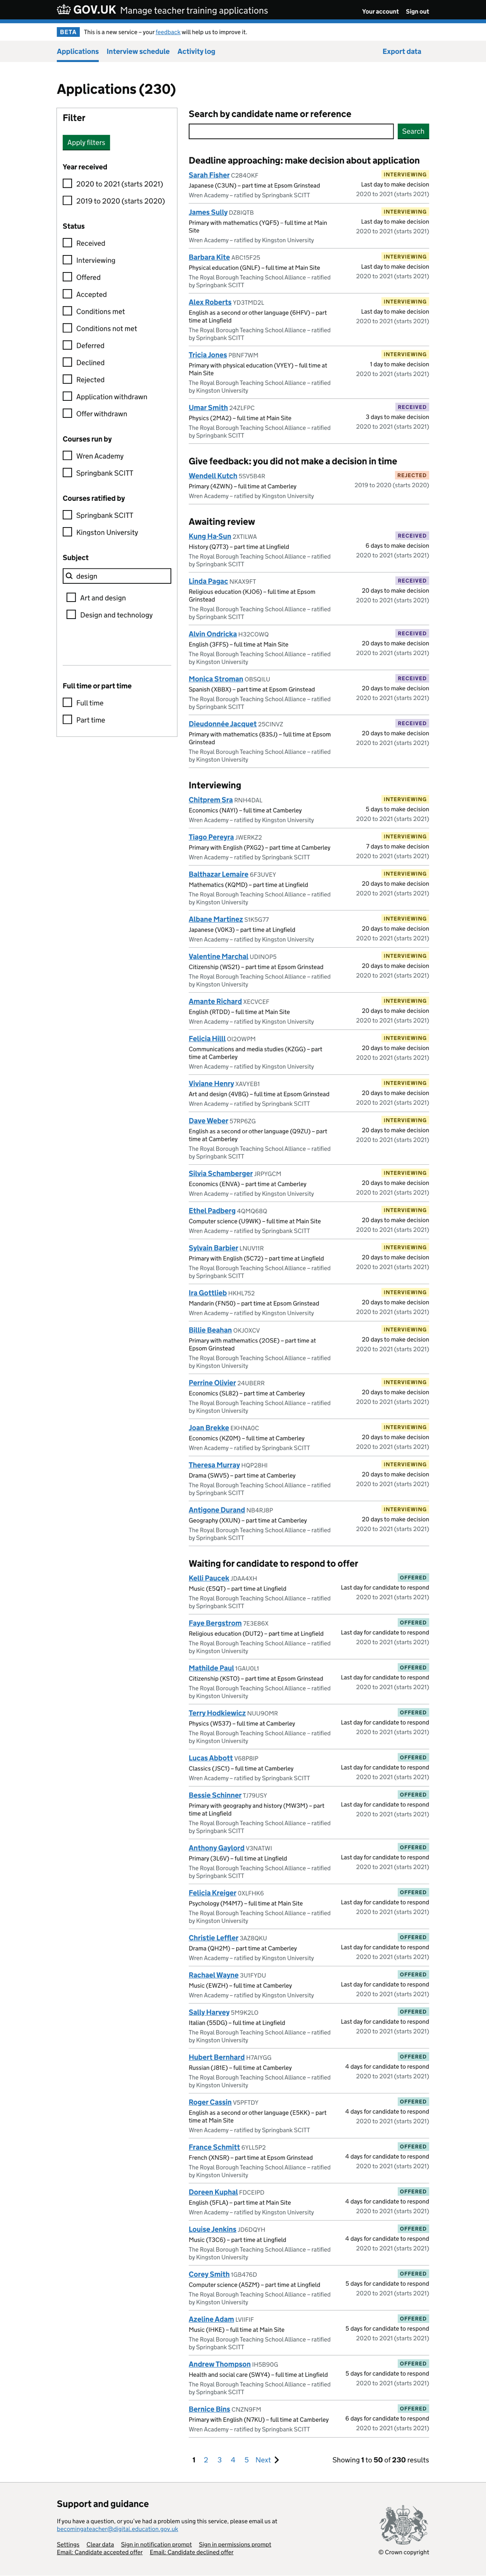 GOV.UK Manage teacher training applications
Your account Sign out
BETA This is a new service – your feedback will help us to improve it.
Applications Interview schedule Activity log Export data
Applications (230)
Filter
Apply filters
Year received
2020 to 2021 (starts 2021)
2019 to 2020 (starts 2020)
Status
Received
Interviewing
Offered
Accepted
Conditions met
Conditions not met
Deferred
Declined
Rejected
Application withdrawn
Offer withdrawn
Courses run by
Wren Academy
Springbank SCITT
Courses ratified by
Springbank SCITT
Kingston University
Subject
design
Art and design
Design and technology
Full time or part time
Full time
Part time
Search by candidate name or reference
Search
Deadline approaching: make decision about application
Sarah Fisher C284OKF INTERVIEWING
Japanese (C3UN) – part time at Epsom Grinstead Last day to make decision
Wren Academy – ratified by Springbank SCITT 2020 to 2021 (starts 2021)
James Sully DZ8IQTB INTERVIEWING
Primary with mathematics (YQF5) – full time at Main Last day to make decision
Site 2020 to 2021 (starts 2021)
Wren Academy – ratified by Kingston University
Barbara Kite ABC15F25 INTERVIEWING
Physical education (GNLF) – full time at Main Site Last day to make decision
The Royal Borough Teaching School Alliance – ratified 2020 to 2021 (starts 2021)
by Springbank SCITT
Alex Roberts YD3TMD2L INTERVIEWING
English as a second or other language (6HFV) – part Last day to make decision
time at Lingfield 2020 to 2021 (starts 2021)
The Royal Borough Teaching School Alliance – ratified
by Springbank SCITT
Tricia Jones PBNF7WM INTERVIEWING
Primary with physical education (VYEY) – full time at 1 day to make decision
Main Site 2020 to 2021 (starts 2021)
The Royal Borough Teaching School Alliance – ratified
by Kingston University
Umar Smith 24ZLFPC RECEIVED
Physics (2MA2) – full time at Main Site 3 days to make decision
The Royal Borough Teaching School Alliance – ratified 2020 to 2021 (starts 2021)
by Springbank SCITT
Give feedback: you did not make a decision in time
Wendell Kutch 5SV5B4R REJECTED
Primary (4ZWN) – full time at Camberley 2019 to 2020 (starts 2020)
Wren Academy – ratified by Kingston University
Awaiting review
Kung Ha-Sun 2XTILWA RECEIVED
History (Q7T3) – part time at Lingfield 6 days to make decision
The Royal Borough Teaching School Alliance – ratified 2020 to 2021 (starts 2021)
by Springbank SCITT
Linda Pagac NKAX9FT RECEIVED
Religious education (KJO6) – full time at Epsom 20 days to make decision
Grinstead 2020 to 2021 (starts 2021)
The Royal Borough Teaching School Alliance – ratified
by Springbank SCITT
Alvin Ondricka H32COWQ RECEIVED
English (3FF5) – full time at Main Site 20 days to make decision
The Royal Borough Teaching School Alliance – ratified 2020 to 2021 (starts 2021)
by Kingston University
Monica Stroman OBSQILU RECEIVED
Spanish (XBBX) – part time at Epsom Grinstead 20 days to make decision
The Royal Borough Teaching School Alliance – ratified 2020 to 2021 (starts 2021)
by Springbank SCITT
Dieudonnée Jacquet 25CINVZ RECEIVED
Primary with mathematics (83SJ) – full time at Epsom 20 days to make decision
Grinstead 2020 to 2021 (starts 2021)
The Royal Borough Teaching School Alliance – ratified
by Kingston University
Interviewing
Chitprem Sra RNH4DAL INTERVIEWING
Economics (NAYI) – full time at Camberley 5 days to make decision
Wren Academy – ratified by Kingston University 2020 to 2021 (starts 2021)
Tiago Pereyra JWERKZ2 INTERVIEWING
Primary with English (PXG2) – part time at Camberley 7 days to make decision
Wren Academy – ratified by Springbank SCITT 2020 to 2021 (starts 2021)
Balthazar Lemaire 6F3UVEY INTERVIEWING
Mathematics (KQMD) – part time at Lingfield 20 days to make decision
The Royal Borough Teaching School Alliance – ratified 2020 to 2021 (starts 2021)
by Kingston University
Albane Martinez 51K5G77 INTERVIEWING
Japanese (V0K3) – part time at Lingfield 20 days to make decision
Wren Academy – ratified by Kingston University 2020 to 2021 (starts 2021)
Valentine Marchal UDINOP5 INTERVIEWING
Citizenship (WS21) – part time at Epsom Grinstead 20 days to make decision
The Royal Borough Teaching School Alliance – ratified 2020 to 2021 (starts 2021)
by Kingston University
Amante Richard XECVCEF INTERVIEWING
English (RTDD) – full time at Main Site 20 days to make decision
Wren Academy – ratified by Kingston University 2020 to 2021 (starts 2021)
Felicia Hilll OI2OWPM INTERVIEWING
Communications and media studies (KZGG) – part 20 days to make decision
time at Camberley 2020 to 2021 (starts 2021)
Wren Academy – ratified by Kingston University
Viviane Henry XAVYEB1 INTERVIEWING
Art and design (4VBG) – full time at Epsom Grinstead 20 days to make decision
Wren Academy – ratified by Springbank SCITT 2020 to 2021 (starts 2021)
Dave Weber 57RP6ZG INTERVIEWING
English as a second or other language (Q9ZU) – part 20 days to make decision
time at Camberley 2020 to 2021 (starts 2021)
The Royal Borough Teaching School Alliance – ratified
by Springbank SCITT
Silvia Schamberger JRPYGCM INTERVIEWING
Economics (ENVA) – part time at Camberley 20 days to make decision
Wren Academy – ratified by Kingston University 2020 to 2021 (starts 2021)
Ethel Padberg 4QMQ68Q INTERVIEWING
Computer science (U9WK) – full time at Main Site 20 days to make decision
Wren Academy – ratified by Springbank SCITT 2020 to 2021 (starts 2021)
Sylvain Barbier LNUV11R INTERVIEWING
Primary with English (5C72) – part time at Lingfield 20 days to make decision
The Royal Borough Teaching School Alliance – ratified 2020 to 2021 (starts 2021)
by Springbank SCITT
Ira Gottlieb HKHL752 INTERVIEWING
Mandarin (FN50) – part time at Epsom Grinstead 20 days to make decision
Wren Academy – ratified by Kingston University 2020 to 2021 (starts 2021)
Billie Beahan OKJOXCV INTERVIEWING
Primary with mathematics (2OSE) – part time at 20 days to make decision
Epsom Grinstead 2020 to 2021 (starts 2021)
The Royal Borough Teaching School Alliance – ratified
by Kingston University
Perrine Olivier 24UBERR INTERVIEWING
Economics (SL82) – part time at Camberley 20 days to make decision
The Royal Borough Teaching School Alliance – ratified 2020 to 2021 (starts 2021)
by Kingston University
Joan Brekke EKHNA0C INTERVIEWING
Economics (KZ0M) – full time at Camberley 20 days to make decision
Wren Academy – ratified by Springbank SCITT 2020 to 2021 (starts 2021)
Theresa Murray HQP2BHI INTERVIEWING
Drama (SWV5) – part time at Camberley 20 days to make decision
The Royal Borough Teaching School Alliance – ratified 2020 to 2021 (starts 2021)
by Springbank SCITT
Antigone Durand NB4RJBP INTERVIEWING
Geography (XXUN) – part time at Camberley 20 days to make decision
The Royal Borough Teaching School Alliance – ratified 2020 to 2021 (starts 2021)
by Springbank SCITT
Waiting for candidate to respond to offer
Kelli Paucek JDAA4XH OFFERED
Music (E5QT) – part time at Lingfield Last day for candidate to respond
The Royal Borough Teaching School Alliance – ratified 2020 to 2021 (starts 2021)
by Springbank SCITT
Faye Bergstrom 7E3EB6X OFFERED
Religious education (DUT2) – part time at Lingfield Last day for candidate to respond
The Royal Borough Teaching School Alliance – ratified 2020 to 2021 (starts 2021)
by Kingston University
Mathilde Paul 1GAU0L1 OFFERED
Citizenship (KSTO) – part time at Epsom Grinstead Last day for candidate to respond
The Royal Borough Teaching School Alliance – ratified 2020 to 2021 (starts 2021)
by Kingston University
Terry Hodkiewicz NUU9OMR OFFERED
Physics (W537) – full time at Camberley Last day for candidate to respond
The Royal Borough Teaching School Alliance – ratified 2020 to 2021 (starts 2021)
by Kingston University
Lucas Abbott V68P8IP OFFERED
Classics (JSC1) – full time at Camberley Last day for candidate to respond
Wren Academy – ratified by Springbank SCITT 2020 to 2021 (starts 2021)
Bessie Schinner TJ79USY OFFERED
Primary with geography and history (MW3M) – part Last day for candidate to respond
time at Lingfield 2020 to 2021 (starts 2021)
The Royal Borough Teaching School Alliance – ratified
by Springbank SCITT
Anthony Gaylord V3NATWI OFFERED
Primary (3L6V) – full time at Lingfield Last day for candidate to respond
The Royal Borough Teaching School Alliance – ratified 2020 to 2021 (starts 2021)
by Springbank SCITT
Felicia Kreiger 0XLFHK6 OFFERED
Psychology (M4M7) – full time at Main Site Last day for candidate to respond
The Royal Borough Teaching School Alliance – ratified 2020 to 2021 (starts 2021)
by Kingston University
Christie Leffler 3AZ8QKU OFFERED
Drama (QH2M) – part time at Camberley Last day for candidate to respond
Wren Academy – ratified by Kingston University 2020 to 2021 (starts 2021)
Rachael Wayne 3U1FYDU OFFERED
Music (EWZH) – full time at Camberley Last day for candidate to respond
Wren Academy – ratified by Kingston University 2020 to 2021 (starts 2021)
Sally Harvey 5M9K2LO OFFERED
Italian (55DG) – full time at Lingfield Last day for candidate to respond
The Royal Borough Teaching School Alliance – ratified 2020 to 2021 (starts 2021)
by Kingston University
Hubert Bernhard H7AIYGG OFFERED
Russian (J81E) – full time at Camberley 4 days for candidate to respond
The Royal Borough Teaching School Alliance – ratified 2020 to 2021 (starts 2021)
by Kingston University
Roger Cassin V5PFTDY OFFERED
English as a second or other language (E5KK) – part 4 days for candidate to respond
time at Main Site 2020 to 2021 (starts 2021)
Wren Academy – ratified by Springbank SCITT
France Schmitt 6YLL5P2 OFFERED
French (XNSR) – part time at Epsom Grinstead 4 days for candidate to respond
The Royal Borough Teaching School Alliance – ratified 2020 to 2021 (starts 2021)
by Kingston University
Doreen Kuphal FDCEIPD OFFERED
English (5FLA) – part time at Main Site 4 days for candidate to respond
Wren Academy – ratified by Kingston University 2020 to 2021 (starts 2021)
Louise Jenkins JD6DQYH OFFERED
Music (T3C6) – part time at Lingfield 4 days for candidate to respond
The Royal Borough Teaching School Alliance – ratified 2020 to 2021 (starts 2021)
by Kingston University
Corey Smith 1GB476D OFFERED
Computer science (A5ZM) – part time at Lingfield 5 days for candidate to respond
The Royal Borough Teaching School Alliance – ratified 2020 to 2021 (starts 2021)
by Kingston University
Azeline Adam LVIIFIF OFFERED
Music (IHKE) – full time at Main Site 5 days for candidate to respond
The Royal Borough Teaching School Alliance – ratified 2020 to 2021 (starts 2021)
by Springbank SCITT
Andrew Thompson IH5B90G OFFERED
Health and social care (SWY4) – full time at Lingfield 5 days for candidate to respond
The Royal Borough Teaching School Alliance – ratified 2020 to 2021 (starts 2021)
by Springbank SCITT
Bernice Bins CNZN9FM OFFERED
Primary with English (N7KU) – full time at Camberley 6 days for candidate to respond
Wren Academy – ratified by Springbank SCITT 2020 to 2021 (starts 2021)
1 2 3 4 5 Next Showing 1 to 50 of 230 results
Support and guidance
If you have a question, or you've had a problem using this service, please email us at
becomingateacher@digital.education.gov.uk
Settings Clear data Sign in notification prompt Sign in permissions prompt
Email: Candidate accepted offer Email: Candidate declined offer
© Crown copyright